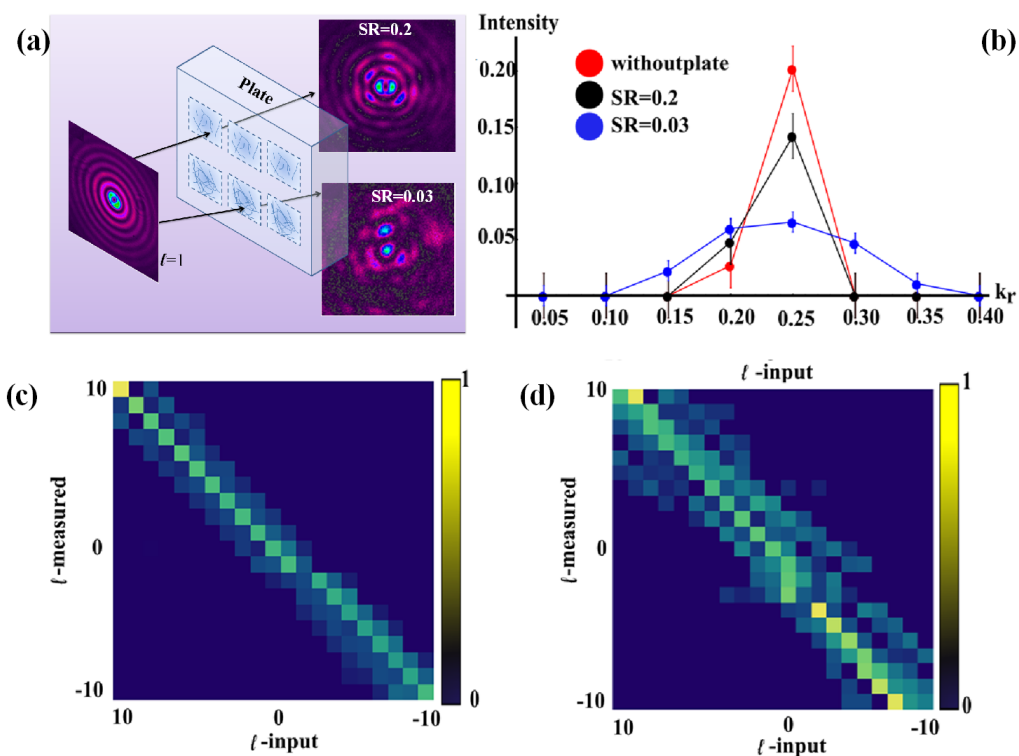 (a)
SR=0.2
Plate
ℓ=1
SR=0.03
Intensity
(b)
0.20
0.15
0.10
0.05
withoutplate
SR=0.2
SR=0.03
kr
0.05 0.10 0.15 0.20 0.25 0.30 0.35 0.40
(c)
10
0
-10
ℓ-measured
10 0 -10
ℓ-input
1
0
ℓ-input
(d)
10
0
-10
ℓ-measured
10 0 -10
ℓ-input
1
0